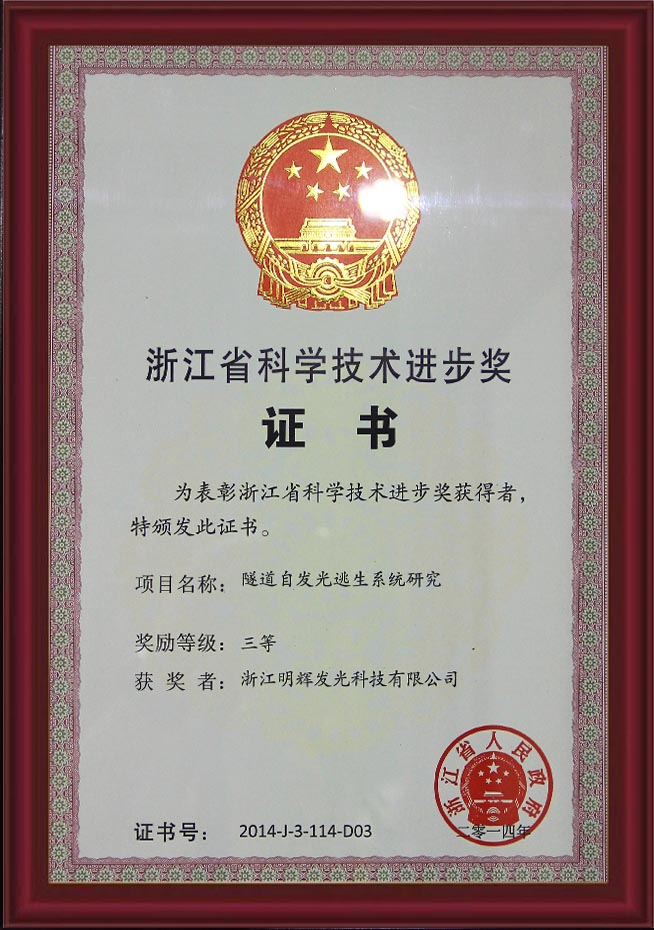 浙江省科学技术进步奖
证 书
为表彰浙江省科学技术进步奖获得者，
特颁发此证书。
项目名称：隧道自发光逃生系统研究
奖励等级：三等
获 奖 者：浙江明辉发光科技有限公司
浙江省人民政府
证书号： 2014-J-3-114-D03 二零一四年